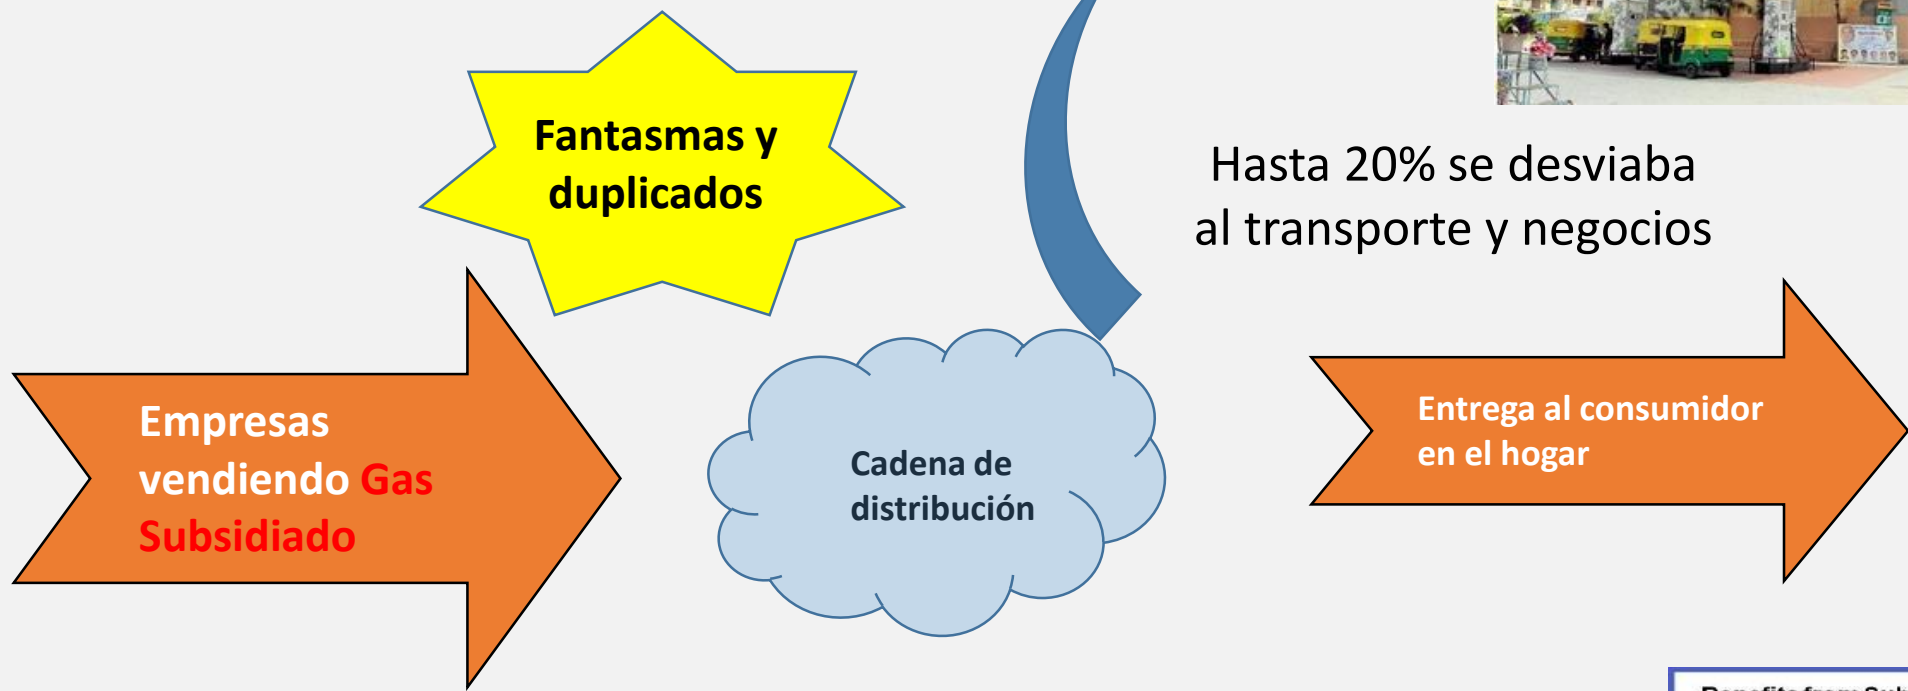 Fantasmas y
duplicados
Hasta 20% se desviaba
al transporte y negocios
Empresas
vendiendo Gas
Subsidiado
Cadena de
distribución
Entrega al consumidor
en el hogar